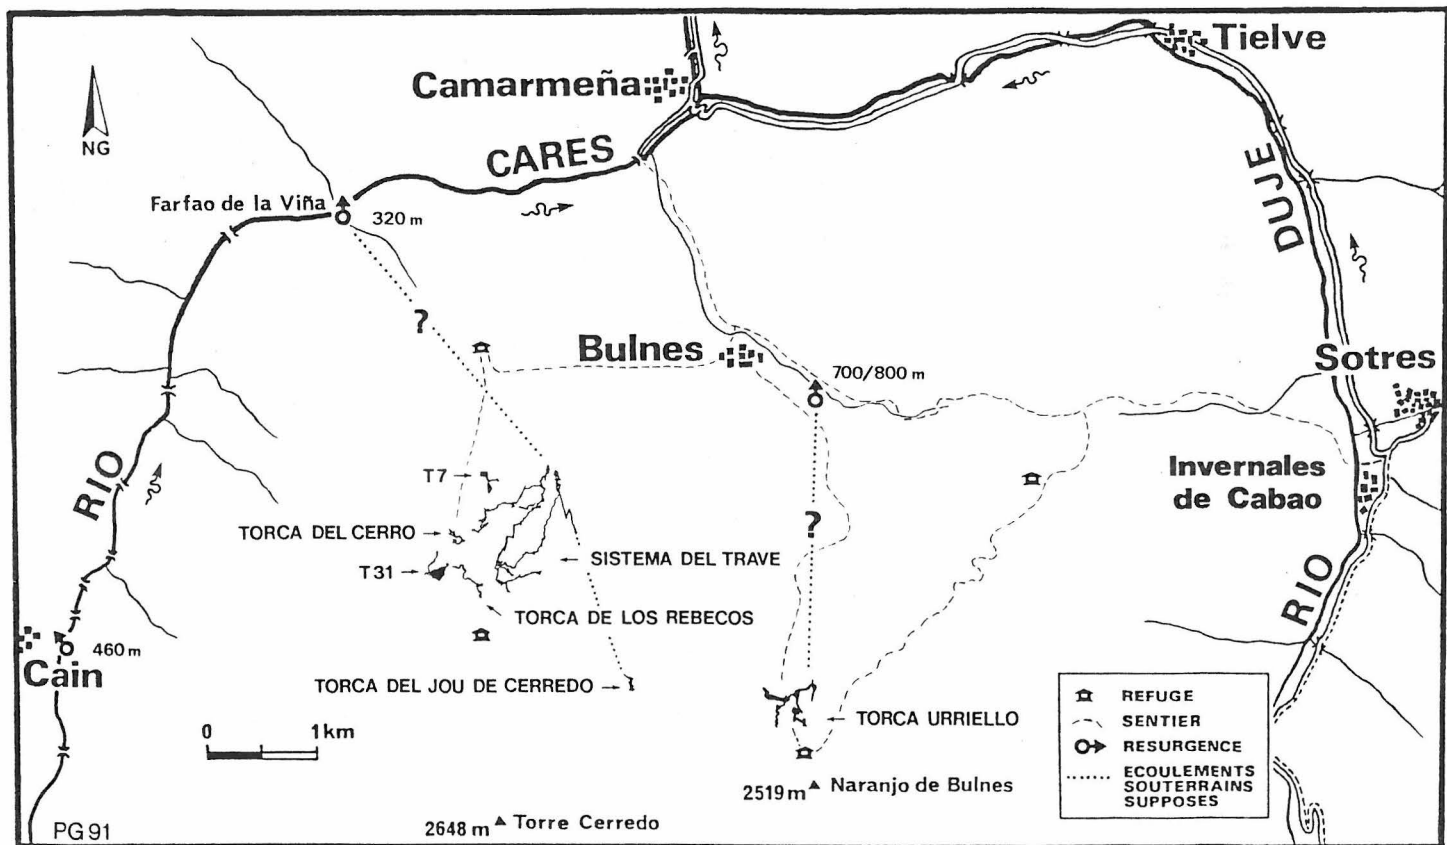 Tielve
Camarmeña
NG
CARES
DUJE
Farfao de la Viña
320 m
?
Bulnes
Sotres
700/800 m
T7
Invernales
de Cabao
RIO
?
TORCA DEL CERRO
SISTEMA DEL TRAVE
T31
RIO
TORCA DE LOS REBECOS
460 m
Cain
TORCA DEL JOU DE CERREDO
REFUGE
TORCA URRIELLO
SENTIER
0 1km
RESURGENCE
ECOULEMENTS
SOUTERRAINS
SUPPOSES
2519 m Naranjo de Bulnes
2648 m Torre Cerredo
PG 91